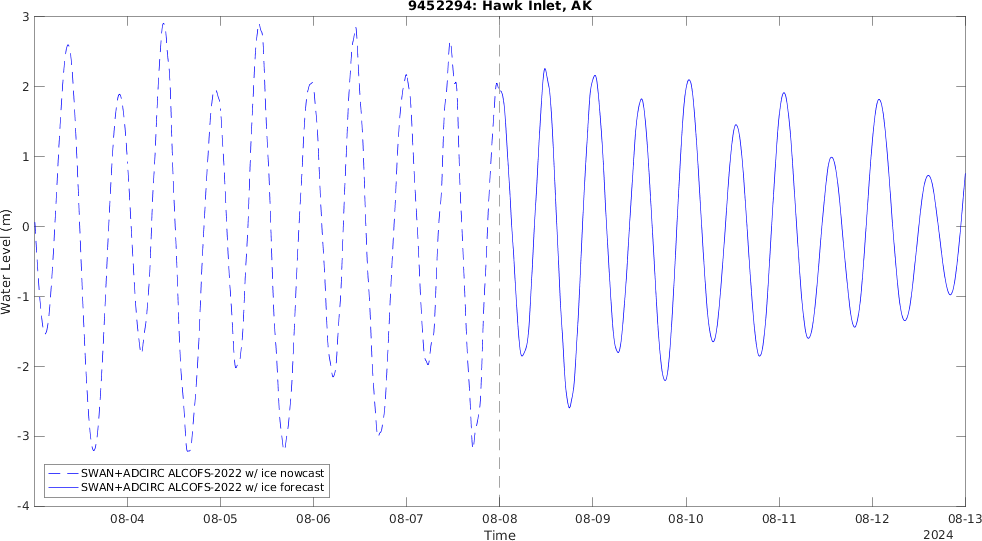 9452294: Hawk Inlet, AK
3
2
1
0
-1
-2
-3
-4
Water Level (m)
SWAN+ADCIRC ALCOFS-2022 w/ ice nowcast
SWAN+ADCIRC ALCOFS-2022 w/ ice forecast
08-04 08-05 08-06 08-07 08-08 08-09 08-10 08-11 08-12 08-13
Time
2024